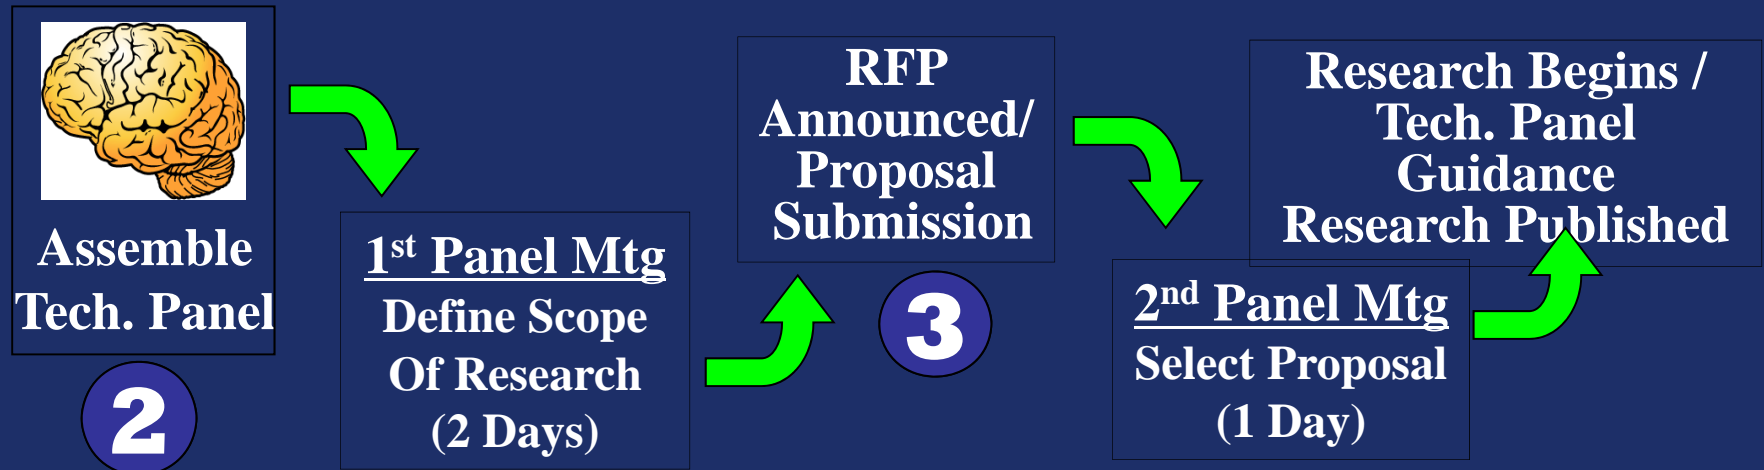 Assemble
Tech. Panel
2
1st Panel Mtg
Define Scope
Of Research
(2 Days)
RFP
Announced/
Proposal
Submission
3
2nd Panel Mtg
Select Proposal
(1 Day)
Research Begins /
Tech. Panel
Guidance
Research Published